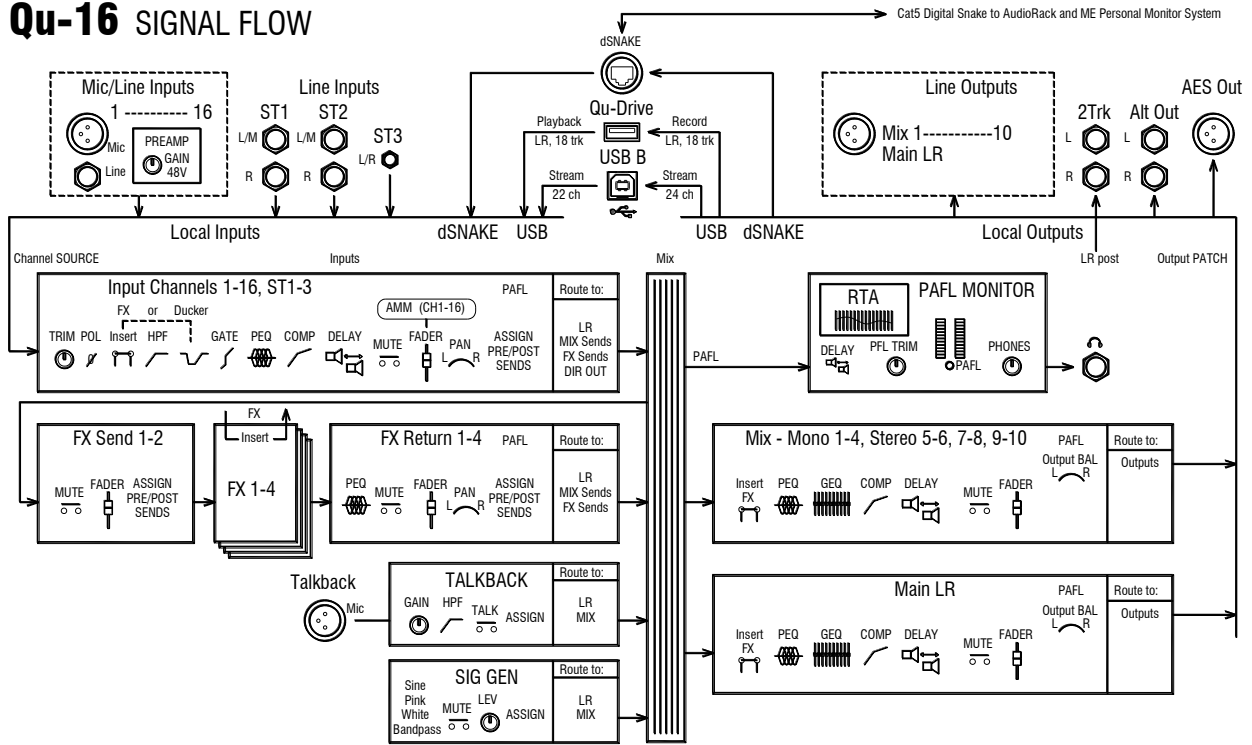 Qu-16 SIGNAL FLOW
Cat5 Digital Snake to AudioRack and ME Personal Monitor System
dSNAKE
Mic/Line Inputs
1 ---------- 16
Mic
Line
PREAMP
GAIN
48V
Line Inputs
ST1 ST2
ST3
L/M
L/M
L/R
R
R
Qu-Drive
Playback
LR, 18 trk
Record
LR, 18 trk
USB B
Stream
22 ch
Stream
24 ch
Line Outputs
Mix 1-----------10
Main LR
2Trk
Alt Out
AES Out
L
L
R
R
Local Inputs
dSNAKE
USB
USB
dSNAKE
Local Outputs
Channel SOURCE
Inputs
Mix
LR post
Output PATCH
Input Channels 1-16, ST1-3
PAFL
Route to:
FX or Ducker
AMM (CH1-16)
TRIM POL Insert HPF GATE PEQ COMP DELAY MUTE FADER
L PAN R
ASSIGN
PRE/POST
SENDS
LR
MIX Sends
FX Sends
DIR OUT
PAFL
RTA
PAFL MONITOR
DELAY
PFL TRIM
PAFL
PHONES
FX Send 1-2
MUTE FADER
ASSIGN
PRE/POST
SENDS
FX
Insert
FX 1-4
FX Return 1-4
PAFL
Route to:
PEQ MUTE FADER
L PAN R
ASSIGN
PRE/POST
SENDS
LR
MIX Sends
FX Sends
Mix - Mono 1-4, Stereo 5-6, 7-8, 9-10
PAFL
Route to:
Output BAL
L R
Outputs
Insert
FX
PEQ GEQ COMP DELAY MUTE FADER
Talkback
Mic
TALKBACK
Route to:
GAIN HPF TALK ASSIGN
LR
MIX
Main LR
PAFL
Route to:
Output BAL
L R
Outputs
Insert
FX
PEQ GEQ COMP DELAY MUTE FADER
SIG GEN
Route to:
Sine
Pink
White
Bandpass
MUTE LEV ASSIGN
LR
MIX